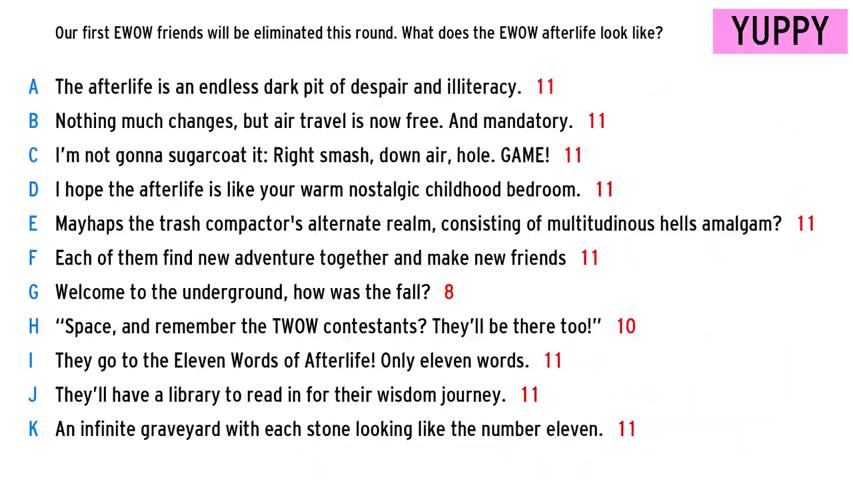 Our first EWOW friends will be eliminated this round. What does the EWOW afterlife look like?
YUPPY
A The afterlife is an endless dark pit of despair and illiteracy. 11
B Nothing much changes, but air travel is now free. And mandatory. 11
C I'm not gonna sugarcoat it: Right smash, down air, hole. GAME! 11
D I hope the afterlife is like your warm nostalgic childhood bedroom. 11
E Mayhaps the trash compactor's alternate realm, consisting of multitudinous hells amalgam? 11
F Each of them find new adventure together and make new friends 11
G Welcome to the underground, how was the fall? 8
H “Space, and remember the TWOW contestants? They'll be there too!” 10
I They go to the Eleven Words of Afterlife! Only eleven words. 11
J They'll have a library to read in for their wisdom journey. 11
K An infinite graveyard with each stone looking like the number eleven. 11